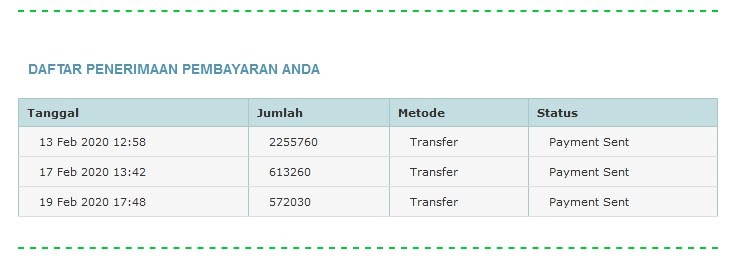 DAFTAR PENERIMAAN PEMBAYARAN ANDA
Tanggal Jumlah Metode Status
13 Feb 2020 12:58 2255760 Transfer Payment Sent
17 Feb 2020 13:42 613260 Transfer Payment Sent
19 Feb 2020 17:48 572030 Transfer Payment Sent